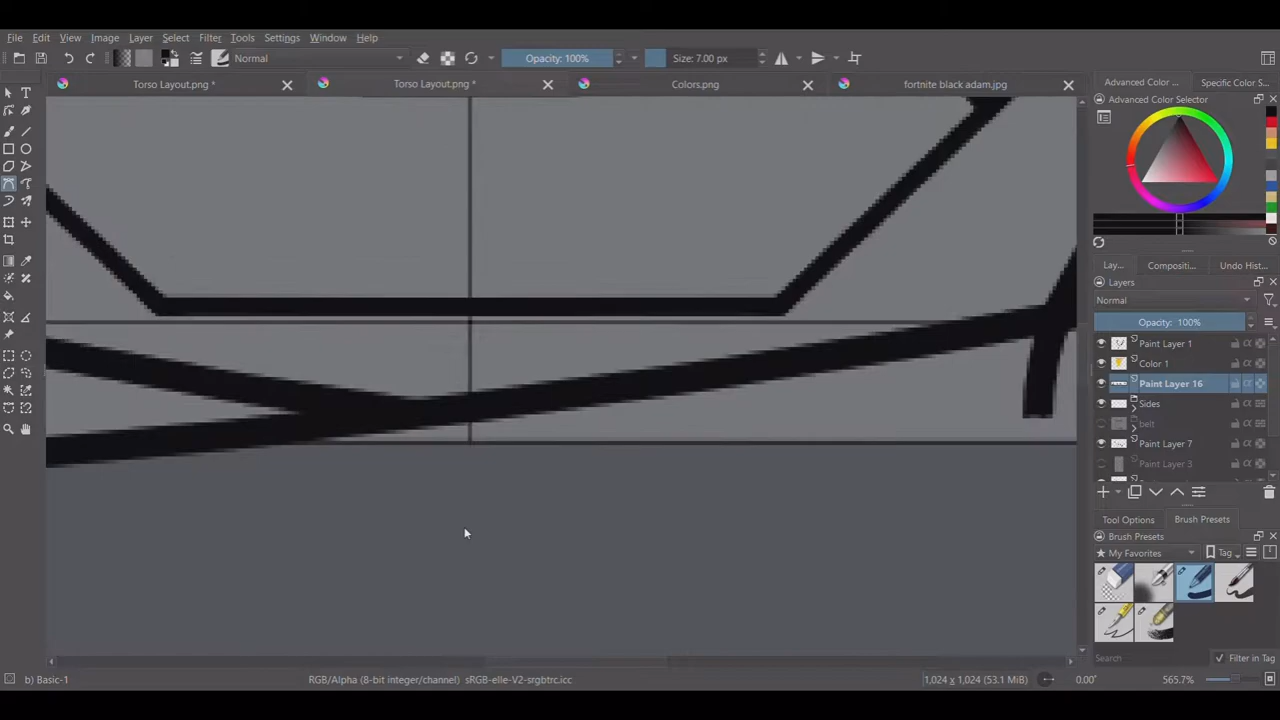 File Edit View Image Layer Select Filter Tools Settings Window Help
Normal Opacity: 100% Size: 7.00 px
Torso Layout.png * Torso Layout.png * Colors.png fortnite black adam.jpg
Advanced Color ... Specific Color S...
Advanced Color Selector
Lay... Compositi... Undo Hist...
Layers
Normal
Opacity: 100%
Paint Layer 1
Color 1
Paint Layer 16
Sides
belt
Paint Layer 7
Paint Layer 3
Tool Options Brush Presets
Brush Presets
My Favorites Tag
Search Filter in Tag
b) Basic-1 RGB/Alpha (8-bit integer/channel) sRGB-elle-V2-srgbtrc.icc 1,024 x 1,024 (53.1 MiB) 0.00° 565.7%